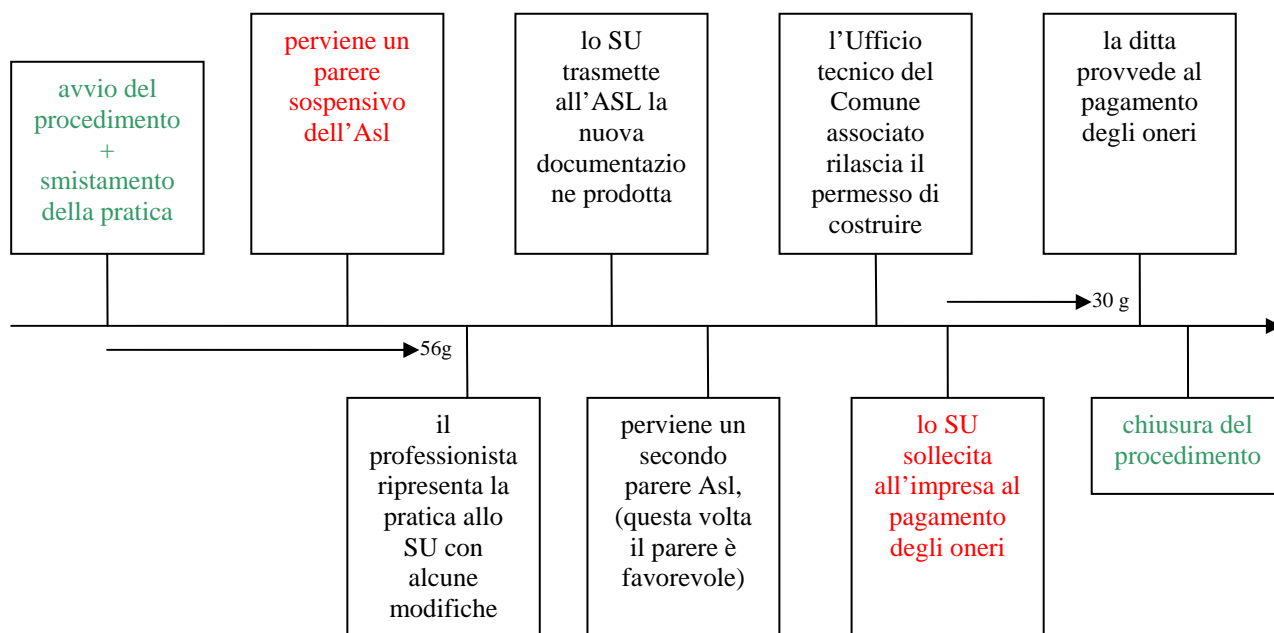 avvio del
procedimento
+
smistamento
della pratica
perviene un
parere
sospensivo
dell’Asl
lo SU
trasmette
all’ASL la
nuova
documentazio
ne prodotta
l’Ufficio
tecnico del
Comune
associato
rilascia il
permesso di
costruire
la ditta
provvede al
pagamento
degli oneri
30 g
56g
il
professionista
ripresenta la
pratica allo
SU con
alcune
modifiche
perviene un
secondo
parere Asl,
(questa volta
il parere è
favorevole)
lo SU
sollecita
all’impresa al
pagamento
degli oneri
chiusura del
procedimento